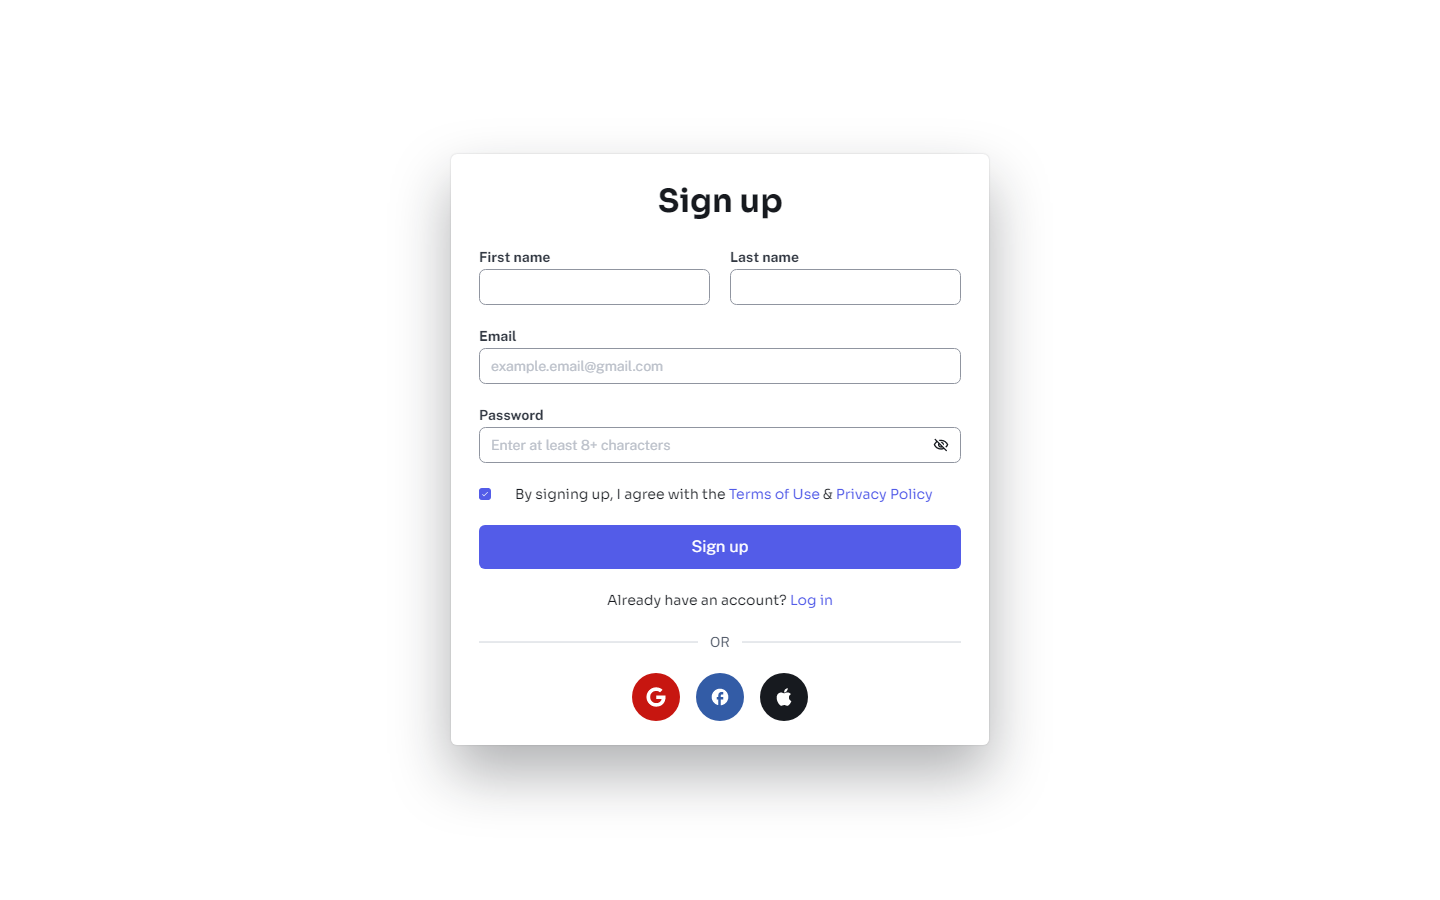 Sign up
First name
Last name
Email
example.email@gmail.com
Password
Enter at least 8+ characters
By signing up, I agree with the Terms of Use & Privacy Policy
Sign up
Already have an account? Log in
OR